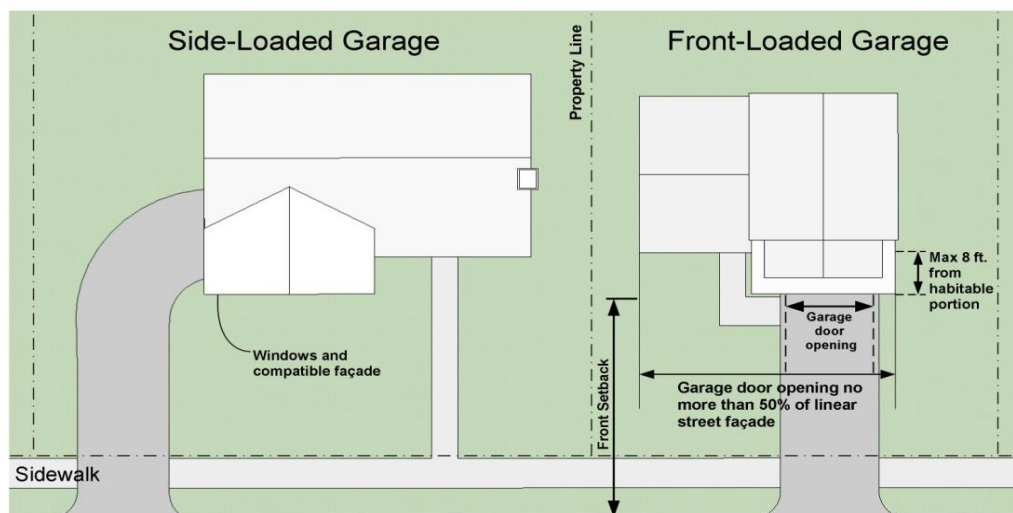 Side-Loaded Garage
Property Line
Front-Loaded Garage
Max 8 ft.
from
habitable
portion
Garage
door
opening
Windows and
compatible façade
Front Setback
Garage door opening no
more than 50% of linear
street façade
Sidewalk